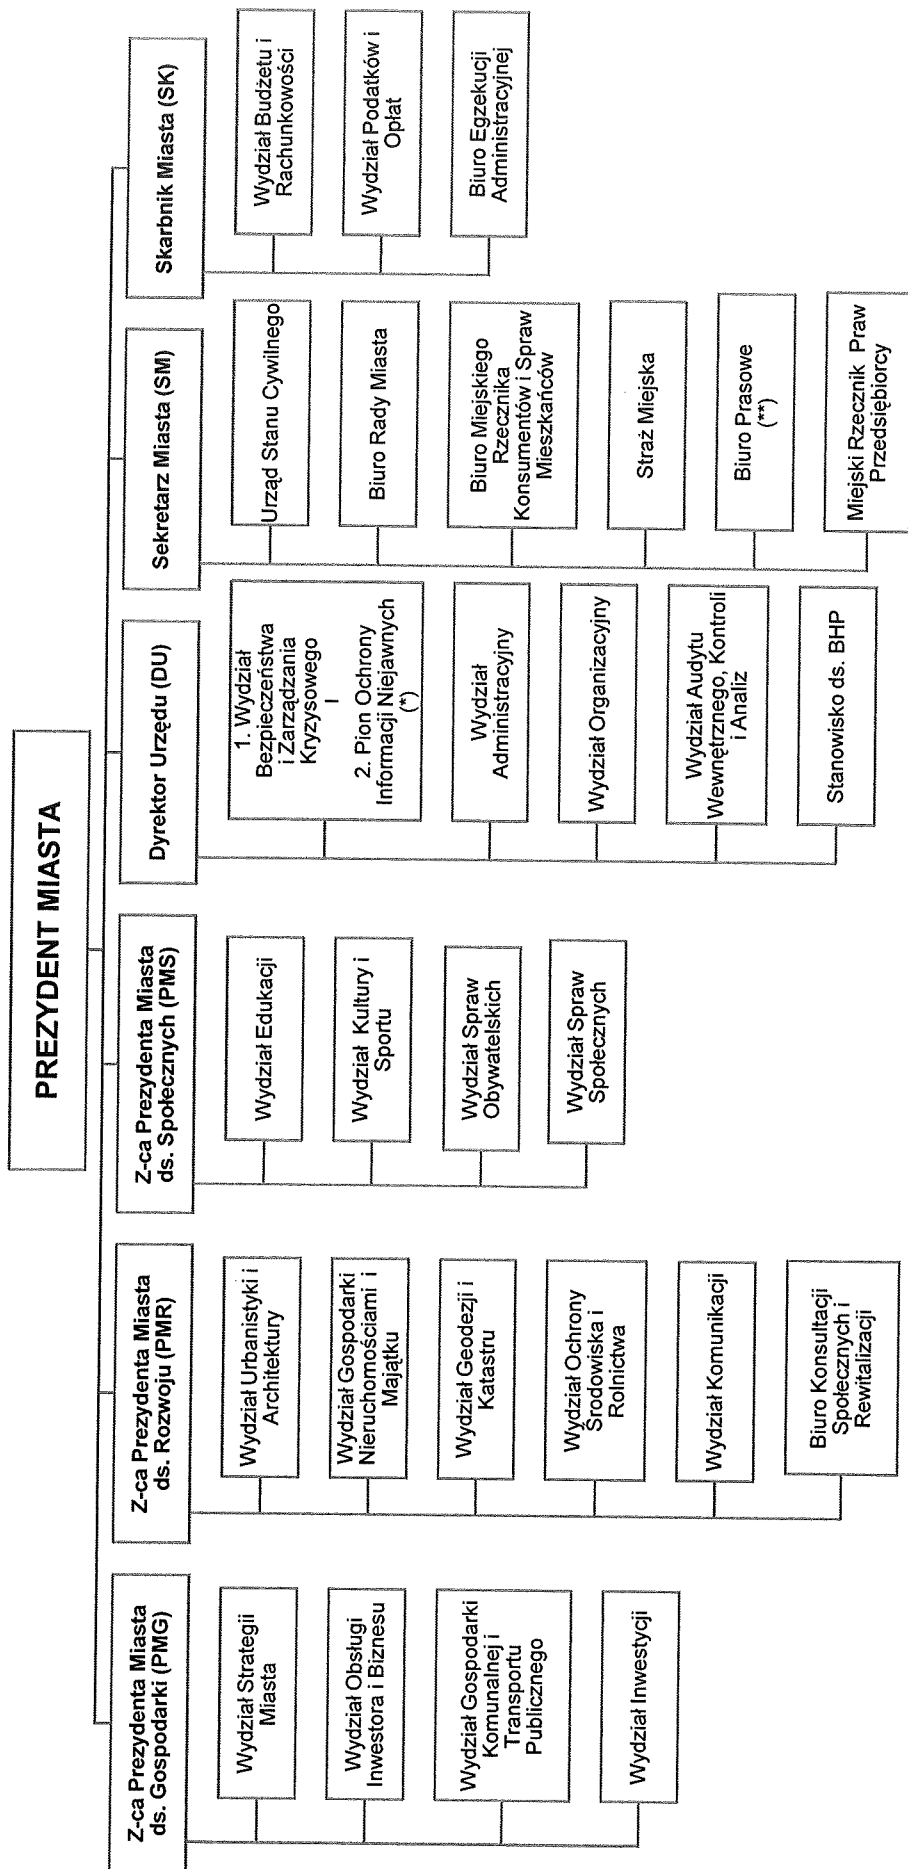 PREZYDENT MIASTA
Z-ca Prezydenta Miasta
ds. Gospodarki (PMG)
Wydział Strategii
Miasta
Wydział Obsługi
Inwestora i Biznesu
Wydział Gospodarki
Komunalnej i
Transportu
Publicznego
Wydział Inwestycji
Z-ca Prezydenta Miasta
ds. Rozwoju (PMR)
Wydział Urbanistyki i
Architektury
Wydział Gospodarki
Nieruchomościami i
Majątku
Wydział Geodezji i
Katastru
Wydział Ochrony
Środowiska i
Rolnictwa
Wydział Komunikacji
Biuro Konsultacji
Społecznych i
Rewitalizacji
Z-ca Prezydenta Miasta
ds. Społecznych (PMS)
Wydział Edukacji
Wydział Kultury i
Sportu
Wydział Spraw
Obywatelskich
Wydział Spraw
Społecznych
Dyrektor Urzędu (DU)
1. Wydział
Bezpieczeństwa
i Zarządzania
Kryzysowego
I
2. Pion Ochrony
Informacji Niejawnych
(*)
Wydział
Administracyjny
Wydział Organizacyjny
Wydział Audytu
Wewnętrznego, Kontroli
i Analiz
Stanowisko ds. BHP
Sekretarz Miasta (SM)
Urząd Stanu Cywilnego
Biuro Rady Miasta
Biuro Miejskiego
Rzecznika
Konsumentów i Spraw
Mieszkańców
Straż Miejska
Biuro Prasowe
(**)
Miejski Rzecznik Praw
Przedsiębiorcy
Skarbnik Miasta (SK)
Wydział Budżetu i
Rachunkowości
Wydział Podatków i
Opłat
Biuro Egzekucji
Administracyjnej